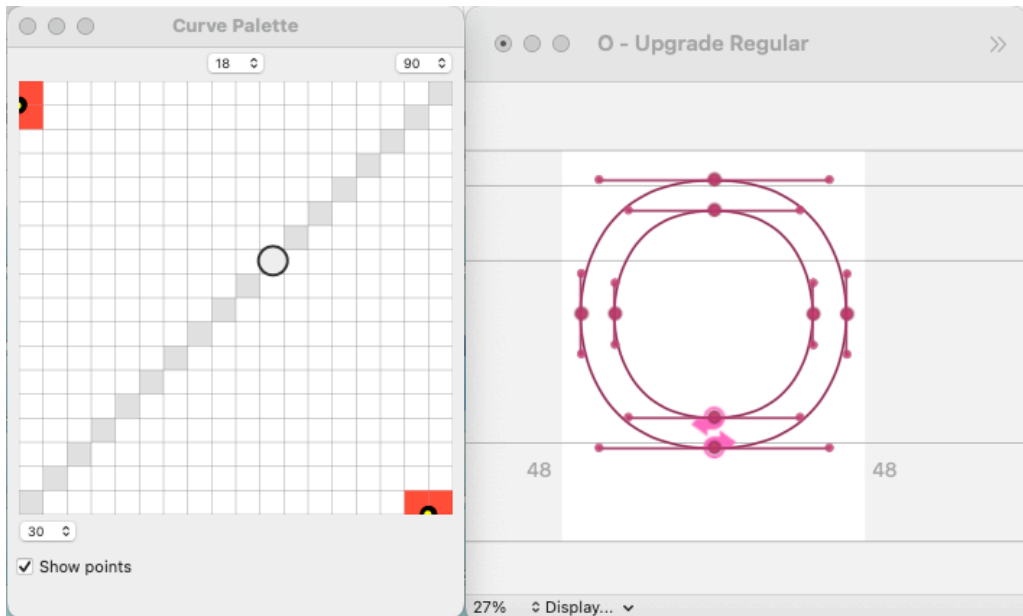 Curve Palette
18
90
30
Show points
O - Upgrade Regular
48
48
27% Display...